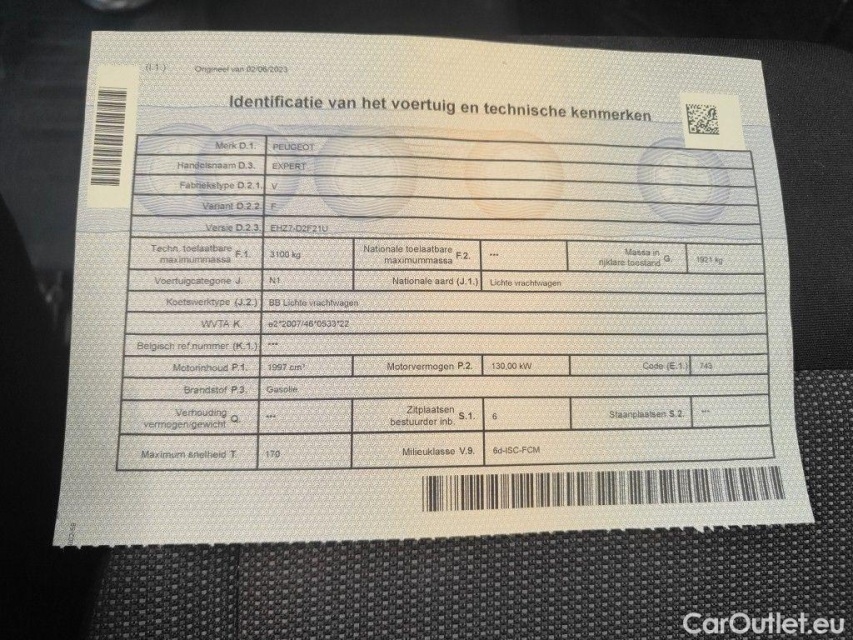 (I.1.) Origineel van 02/06/2023
Identificatie van het voertuig en technische kenmerken
Merk D.1. PEUGEOT
Handelsnaam D.3. EXPERT
Fabriekstype D.2.1. V
Variant D.2.2. F
Versie D.2.3. EHZ7-D2F21U
Techn. toelaatbare maximummassa F.1. 3100 kg Nationale toelaatbare maximummassa F.2. --- Massa in rijklare toestand G. 1921 kg
Voertuigcategorie J. N1 Nationale aard (J.1.) Lichte vrachtwagen
Koetswerktype (J.2.) BB Lichte vrachtwagen
WVTA K. e2*2007/46*0533*22
Belgisch ref.nummer (K.1.) ---
Motorinhoud P.1. 1997 cm³ Motorvermogen P.2. 130,00 kW Code (E.1.) 743
Brandstof P.3. Gasolie
Verhouding vermogen/gewicht Q. --- Zitplaatsen bestuurder inb. S.1. 6 Staanplaatsen S.2. ---
Maximum snelheid T. 170 Milieuklasse V.9. 6d-ISC-FCM
CarOutlet.eu